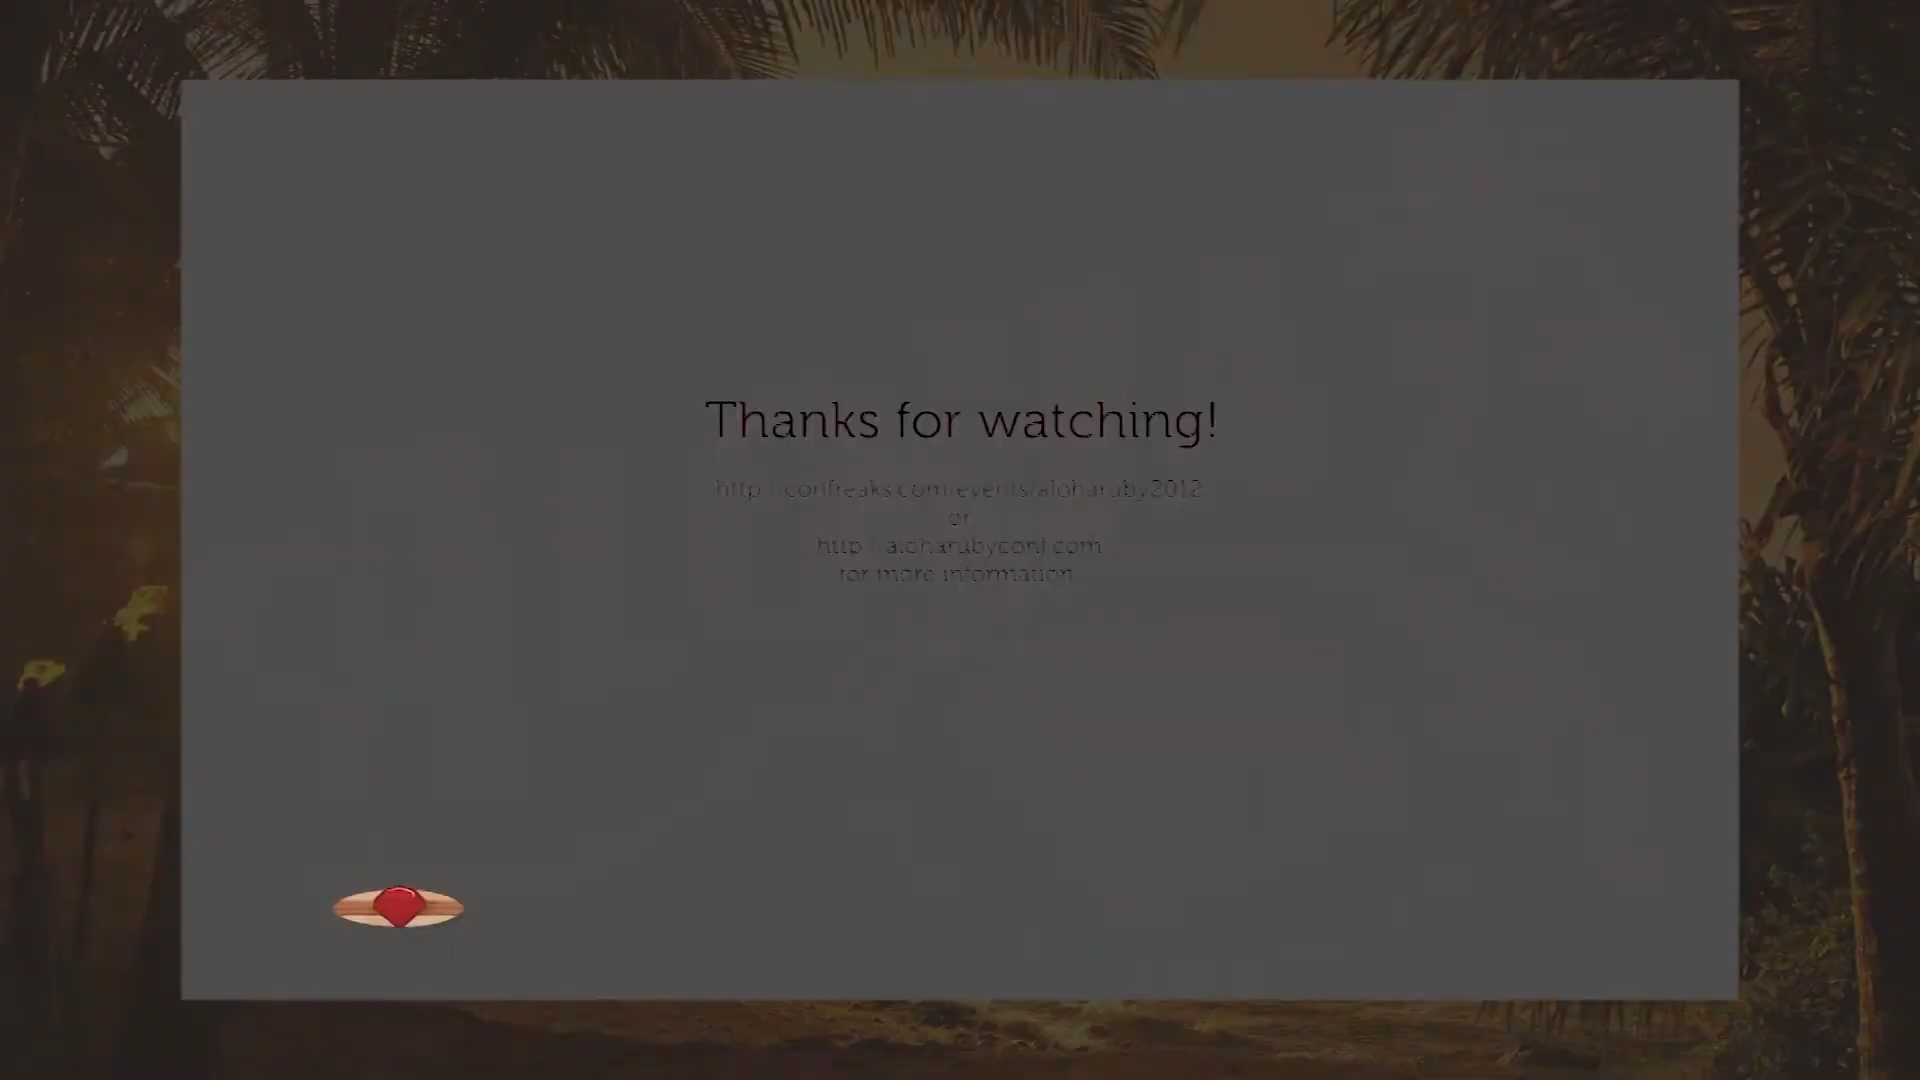 Thanks for watching!
http://confreaks.com/events/aloharuby2012
or
http://aloharubyconf.com
for more information